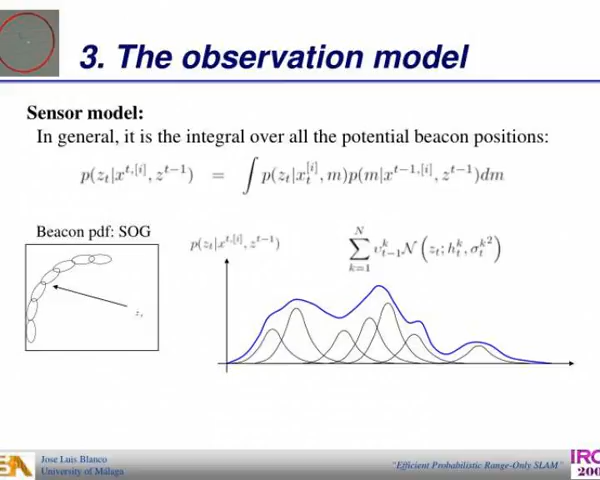 3. The observation model
Sensor model:
In general, it is the integral over all the potential beacon positions:
p(z_t|x^{t,[i]}, z^{t−1}) = ∫ p(z_t|x_t^{[i]}, m)p(m|x^{t−1,[i]}, z^{t−1})dm
Beacon pdf: SOG
p(z_t|x^{t,[i]}, z^{t−1})
∑_{k=1}^{N} υ_{t−1}^k 𝒩 (z_t; h_t^k, σ_t^{k 2})
z_t
Jose Luis Blanco
University of Málaga
"Efficient Probabilistic Range-Only SLAM"
IRO
200